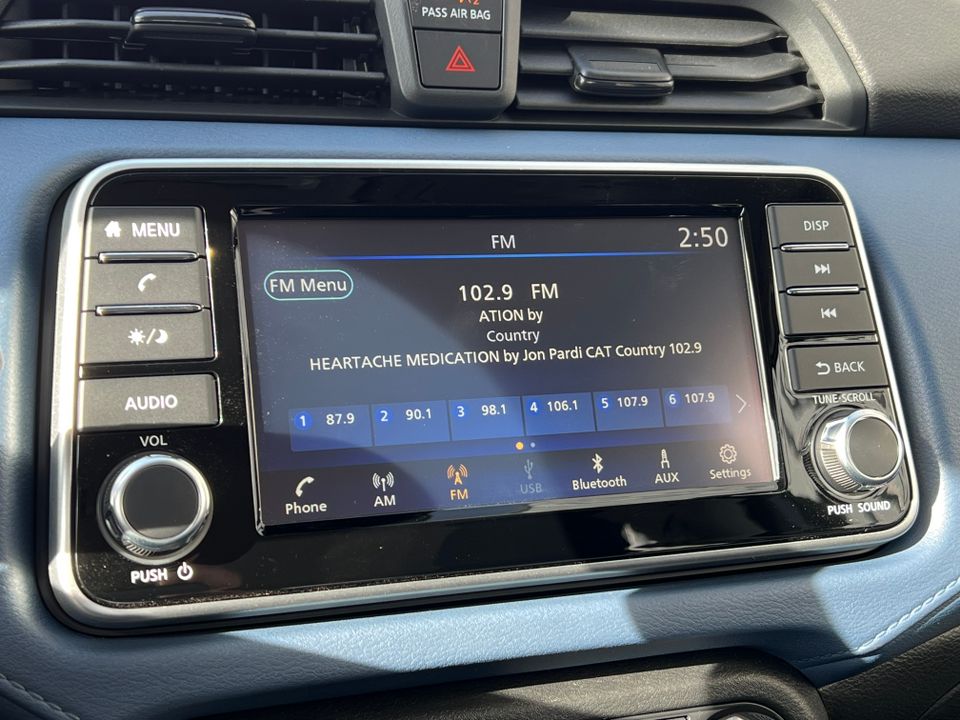 PASS AIR BAG
MENU
AUDIO
VOL
PUSH
FM
2:50
FM Menu
102.9 FM
ATION by
Country
HEARTACHE MEDICATION by Jon Pardi CAT Country 102.9
1 87.9
2 90.1
3 98.1
4 106.1
5 107.9
6 107.9
Phone
AM
FM
USB
Bluetooth
AUX
Settings
DISP
BACK
TUNE·SCROLL
PUSH SOUND